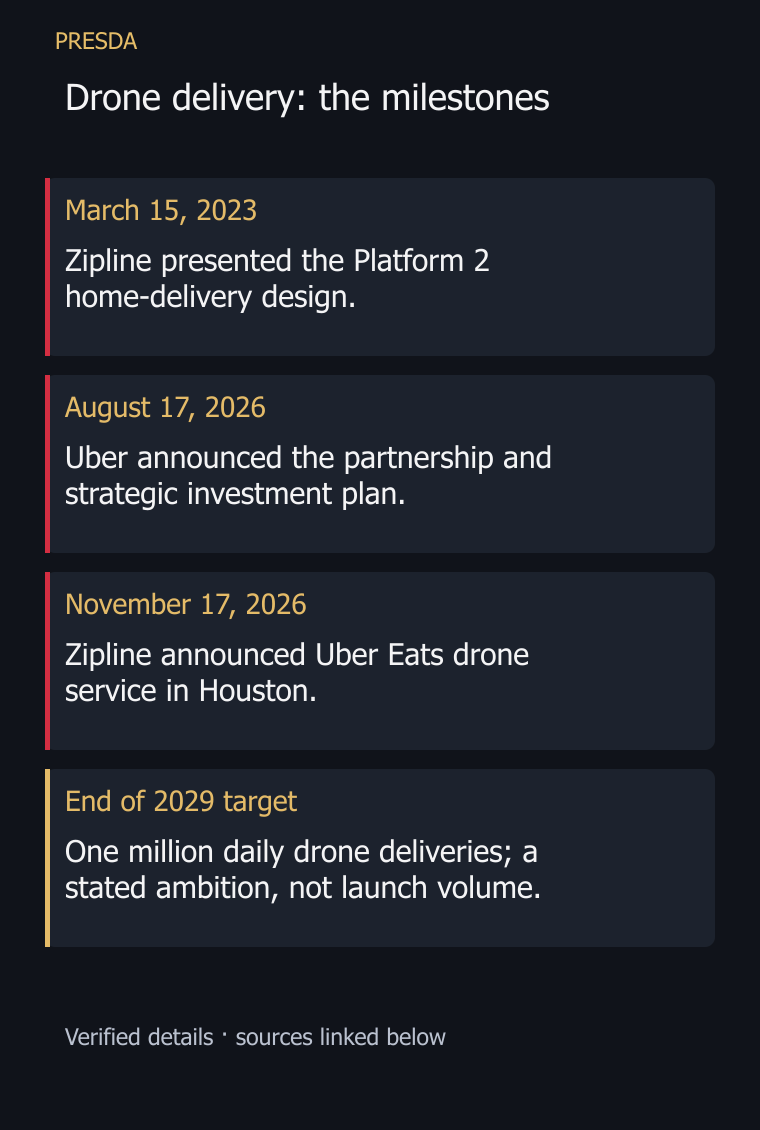 PRESDA
Drone delivery: the milestones
March 15, 2023
Zipline presented the Platform 2
home-delivery design.
August 17, 2026
Uber announced the partnership and
strategic investment plan.
November 17, 2026
Zipline announced Uber Eats drone
service in Houston.
End of 2029 target
One million daily drone deliveries; a
stated ambition, not launch volume.
Verified details · sources linked below